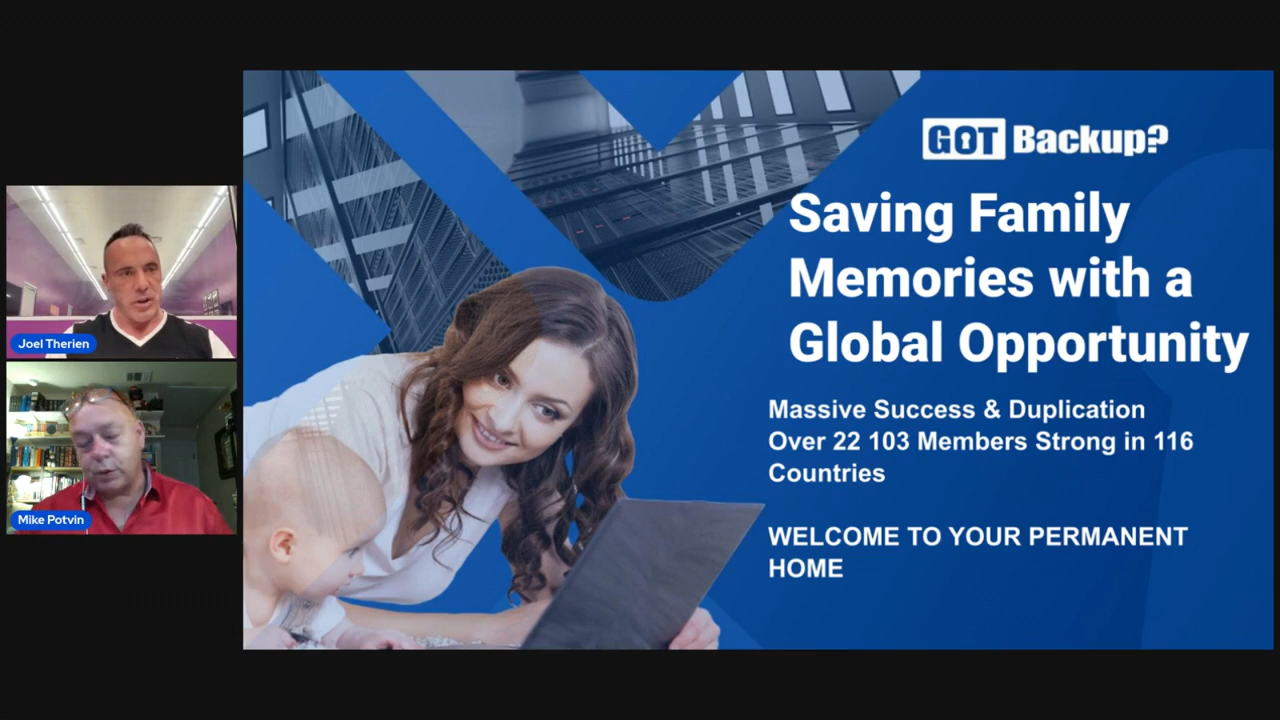 Joel Therien
Mike Potvin
GOT Backup?
Saving Family
Memories with a
Global Opportunity
Massive Success & Duplication
Over 22 103 Members Strong in 116
Countries
WELCOME TO YOUR PERMANENT
HOME